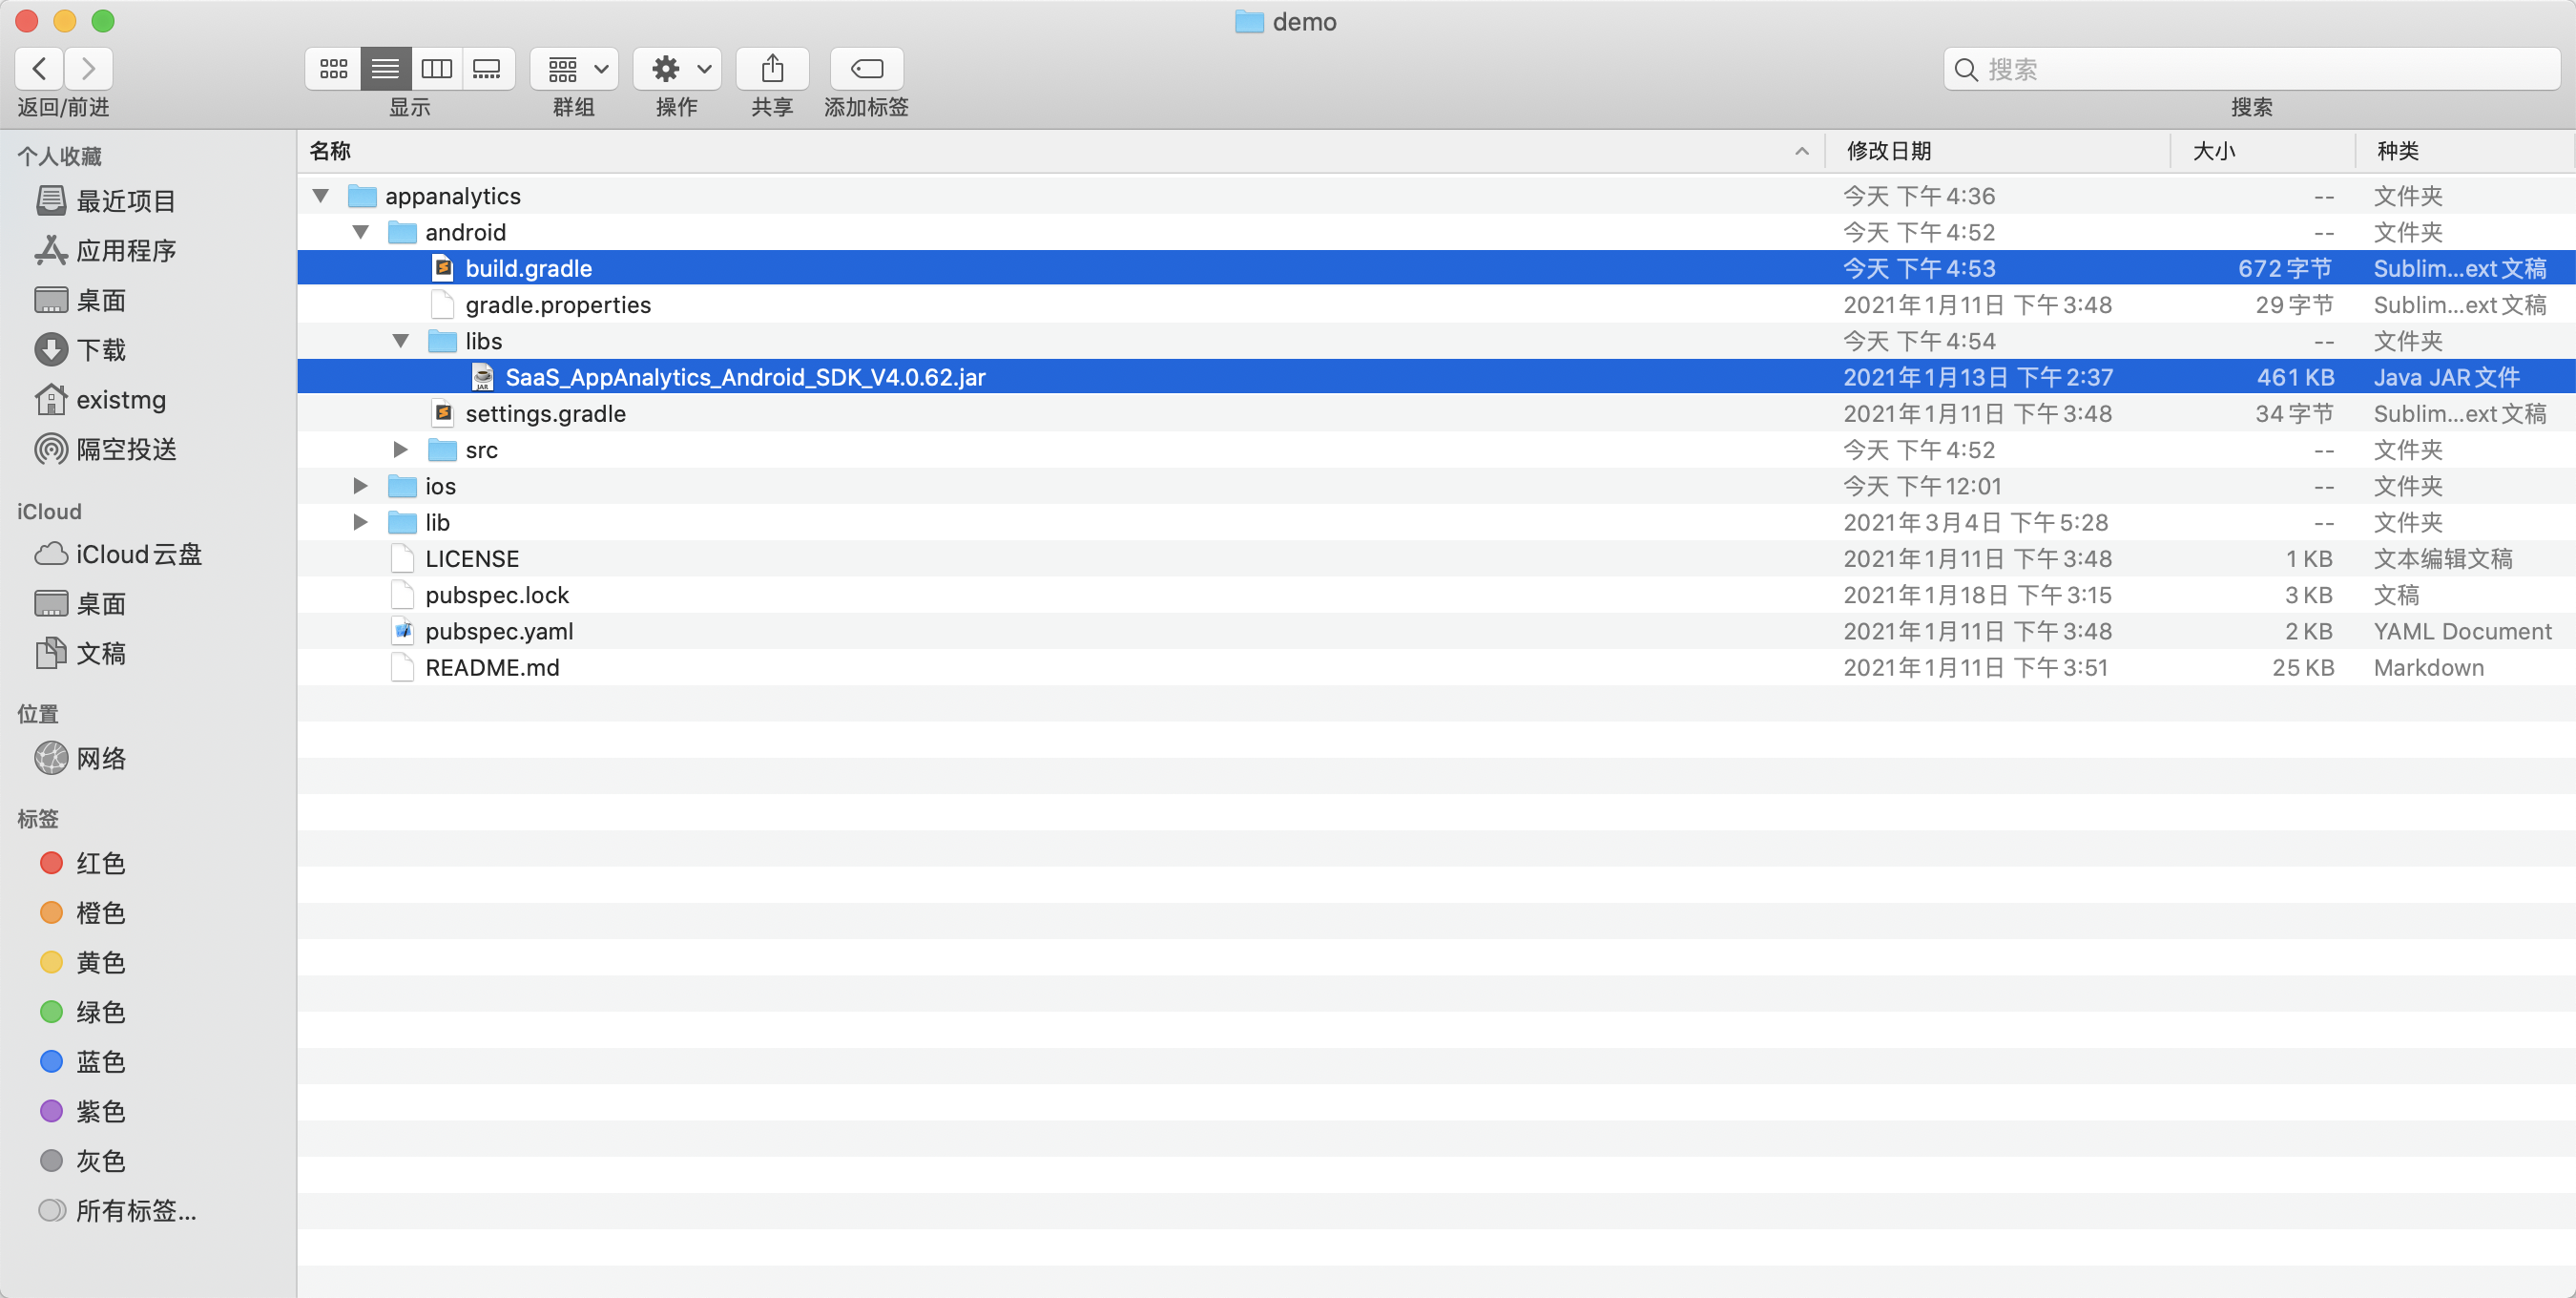 demo
返回/前进
显示
群组
操作
共享
添加标签
搜索
搜索
个人收藏
最近项目
应用程序
桌面
下载
existmg
隔空投送
iCloud
iCloud云盘
桌面
文稿
位置
网络
标签
红色
橙色
黄色
绿色
蓝色
紫色
灰色
所有标签...
名称 修改日期 大小 种类
appanalytics 今天 下午4:36 -- 文件夹
android 今天 下午4:52 -- 文件夹
build.gradle 今天 下午4:53 672字节 Sublim...ext文稿
gradle.properties 2021年1月11日 下午3:48 29字节 Sublim...ext文稿
libs 今天 下午4:54 -- 文件夹
SaaS_AppAnalytics_Android_SDK_V4.0.62.jar 2021年1月13日 下午2:37 461 KB Java JAR文件
settings.gradle 2021年1月11日 下午3:48 34字节 Sublim...ext文稿
src 今天 下午4:52 -- 文件夹
ios 今天 下午12:01 -- 文件夹
lib 2021年3月4日 下午5:28 -- 文件夹
LICENSE 2021年1月11日 下午3:48 1 KB 文本编辑文稿
pubspec.lock 2021年1月18日 下午3:15 3 KB 文稿
pubspec.yaml 2021年1月11日 下午3:48 2 KB YAML Document
README.md 2021年1月11日 下午3:51 25 KB Markdown